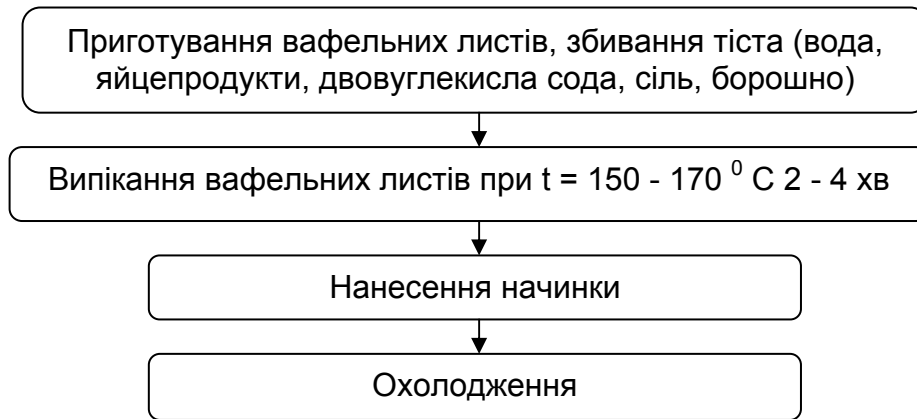 Приготування вафельних листів, збивання тіста (вода,
яйцепродукти, двовуглекисла сода, сіль, борошно)
Випікання вафельних листів при t = 150 - 170 ⁰ С 2 - 4 хв
Нанесення начинки
Охолодження